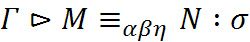 𝛤 ⊳ 𝑀 ≡𝛼𝛽𝜂 𝑁 : 𝜎